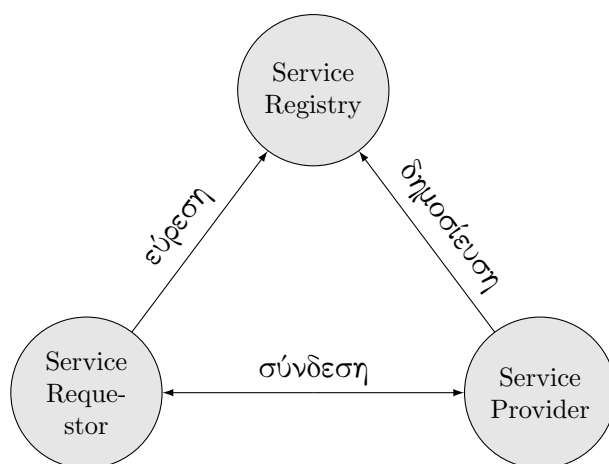 Service
Registry
εύρεση
δημοσίευση
Service
Reque-
stor
σύνδεση
Service
Provider